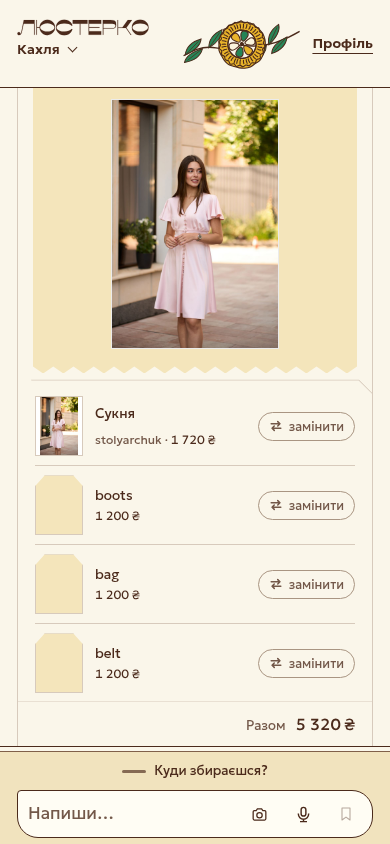 ЛЮСТЕРКО
Кахля
Профіль
Сукня
stolyarchuk · 1 720 ₴
замінити
boots
1 200 ₴
замінити
bag
1 200 ₴
замінити
belt
1 200 ₴
замінити
Разом 5 320 ₴
Куди збираєшся?
Напиши...